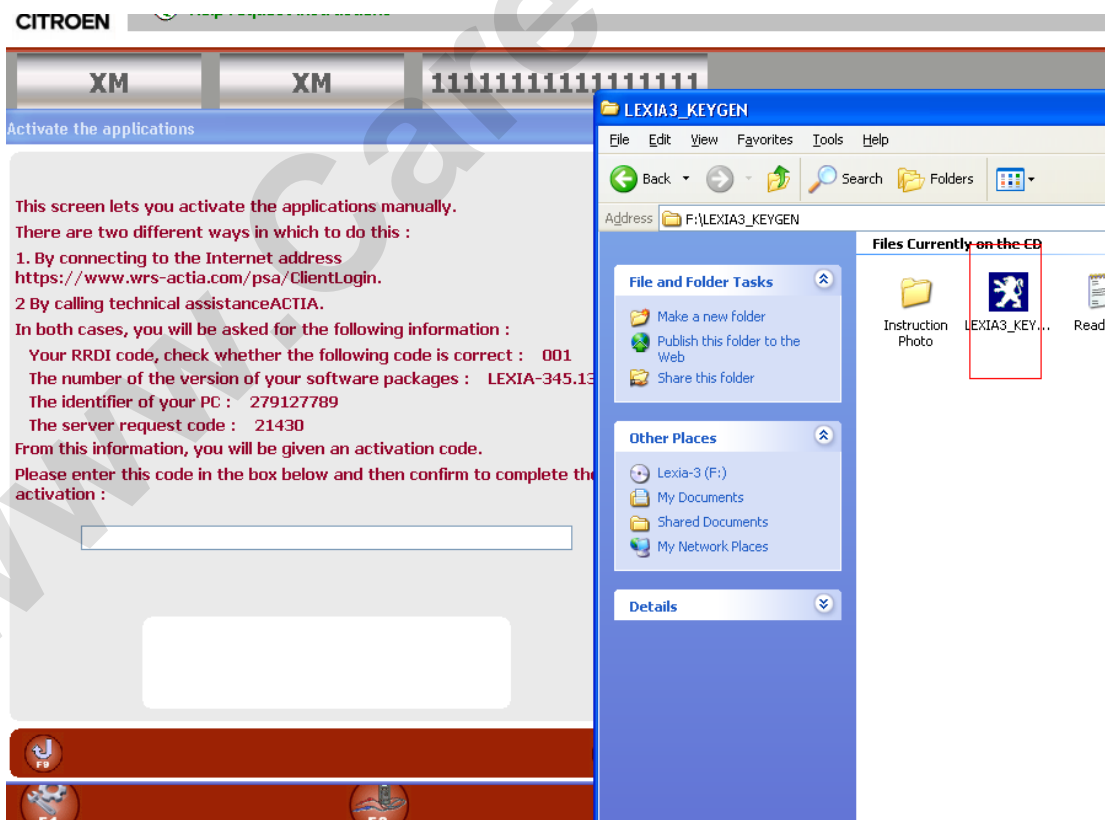 CITROEN
Help request instructions
XM
XM
11111111111111111
Activate the applications
This screen lets you activate the applications manually.
There are two different ways in which to do this :
1. By connecting to the Internet address
https://www.wrs-actia.com/psa/ClientLogin.
2 By calling technical assistanceACTIA.
In both cases, you will be asked for the following information :
Your RRDI code, check whether the following code is correct : 001
The number of the version of your software packages : LEXIA-345.13
The identifier of your PC : 279127789
The server request code : 21430
From this information, you will be given an activation code.
Please enter this code in the box below and then confirm to complete the
activation :
F9
LEXIA3_KEYGEN
File Edit View Favorites Tools Help
Back Search Folders
Address F:\LEXIA3_KEYGEN
Files Currently on the CD
File and Folder Tasks
Make a new folder
Publish this folder to the
Web
Share this folder
Other Places
Lexia-3 (F:)
My Documents
Shared Documents
My Network Places
Details
Instruction
Photo
LEXIA3_KEY...
Read
www.Care